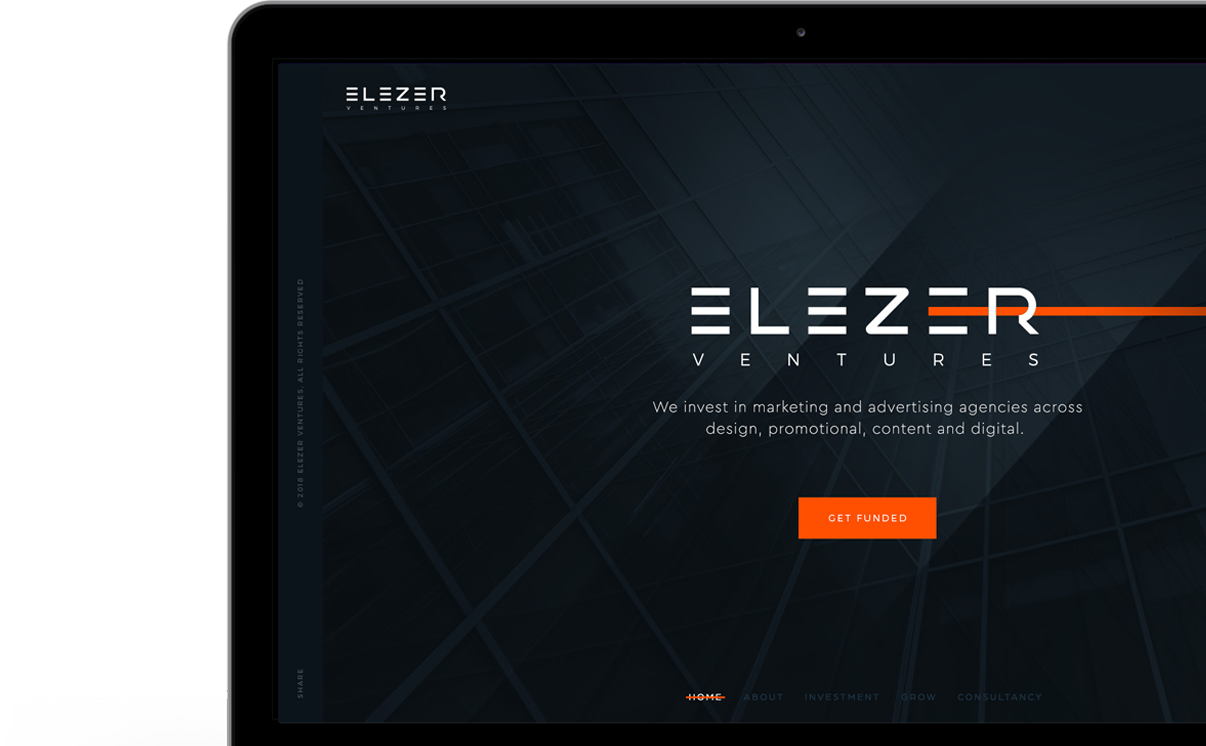 ELEZER
VENTURES
© 2018 ELEZER VENTURES. ALL RIGHTS RESERVED
ELEZER
VENTURES
We invest in marketing and advertising agencies across
design, promotional, content and digital.
GET FUNDED
SHARE
HOME ABOUT INVESTMENT GROW CONSULTANCY